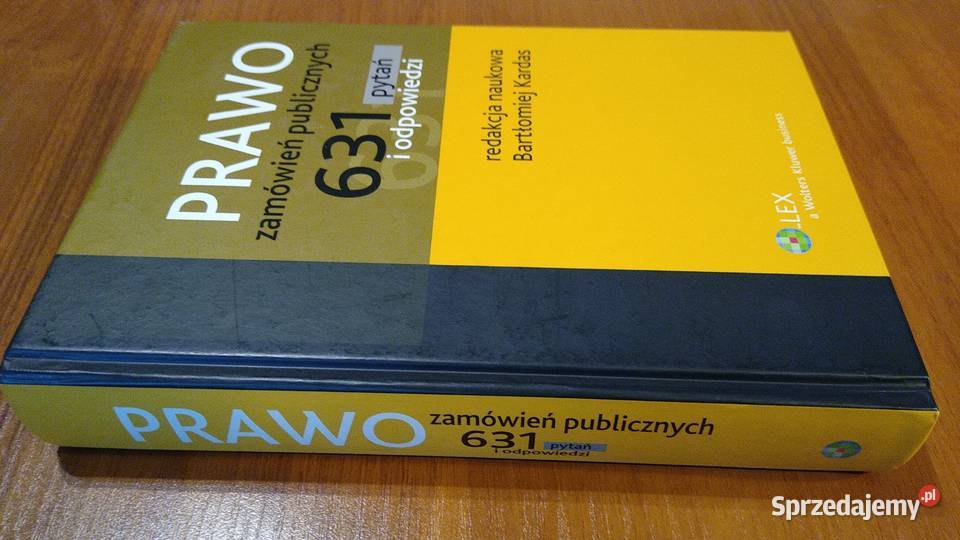 PRAWO
zamówień publicznych
631 pytań
i odpowiedzi
redakcja naukowa
Bartłomiej Kardas
LEX
a Wolters Kluwer business
PRAWO zamówień publicznych
631 pytań
i odpowiedzi
Sprzedajemy.pl